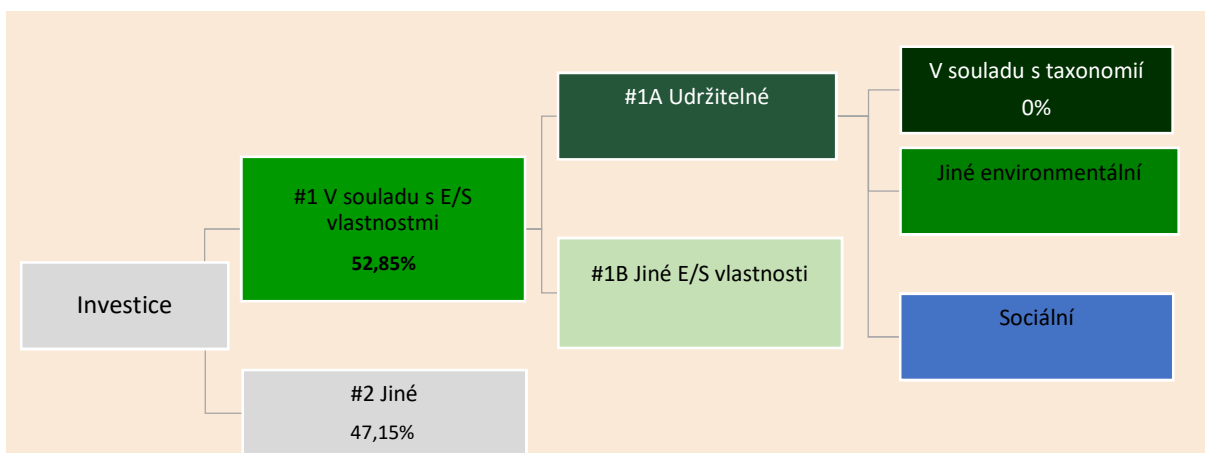 Investice
#1 V souladu s E/S
vlastnostmi
52,85%
#2 Jiné
47,15%
#1A Udržitelné
#1B Jiné E/S vlastnosti
V souladu s taxonomií
0%
Jiné environmentální
Sociální